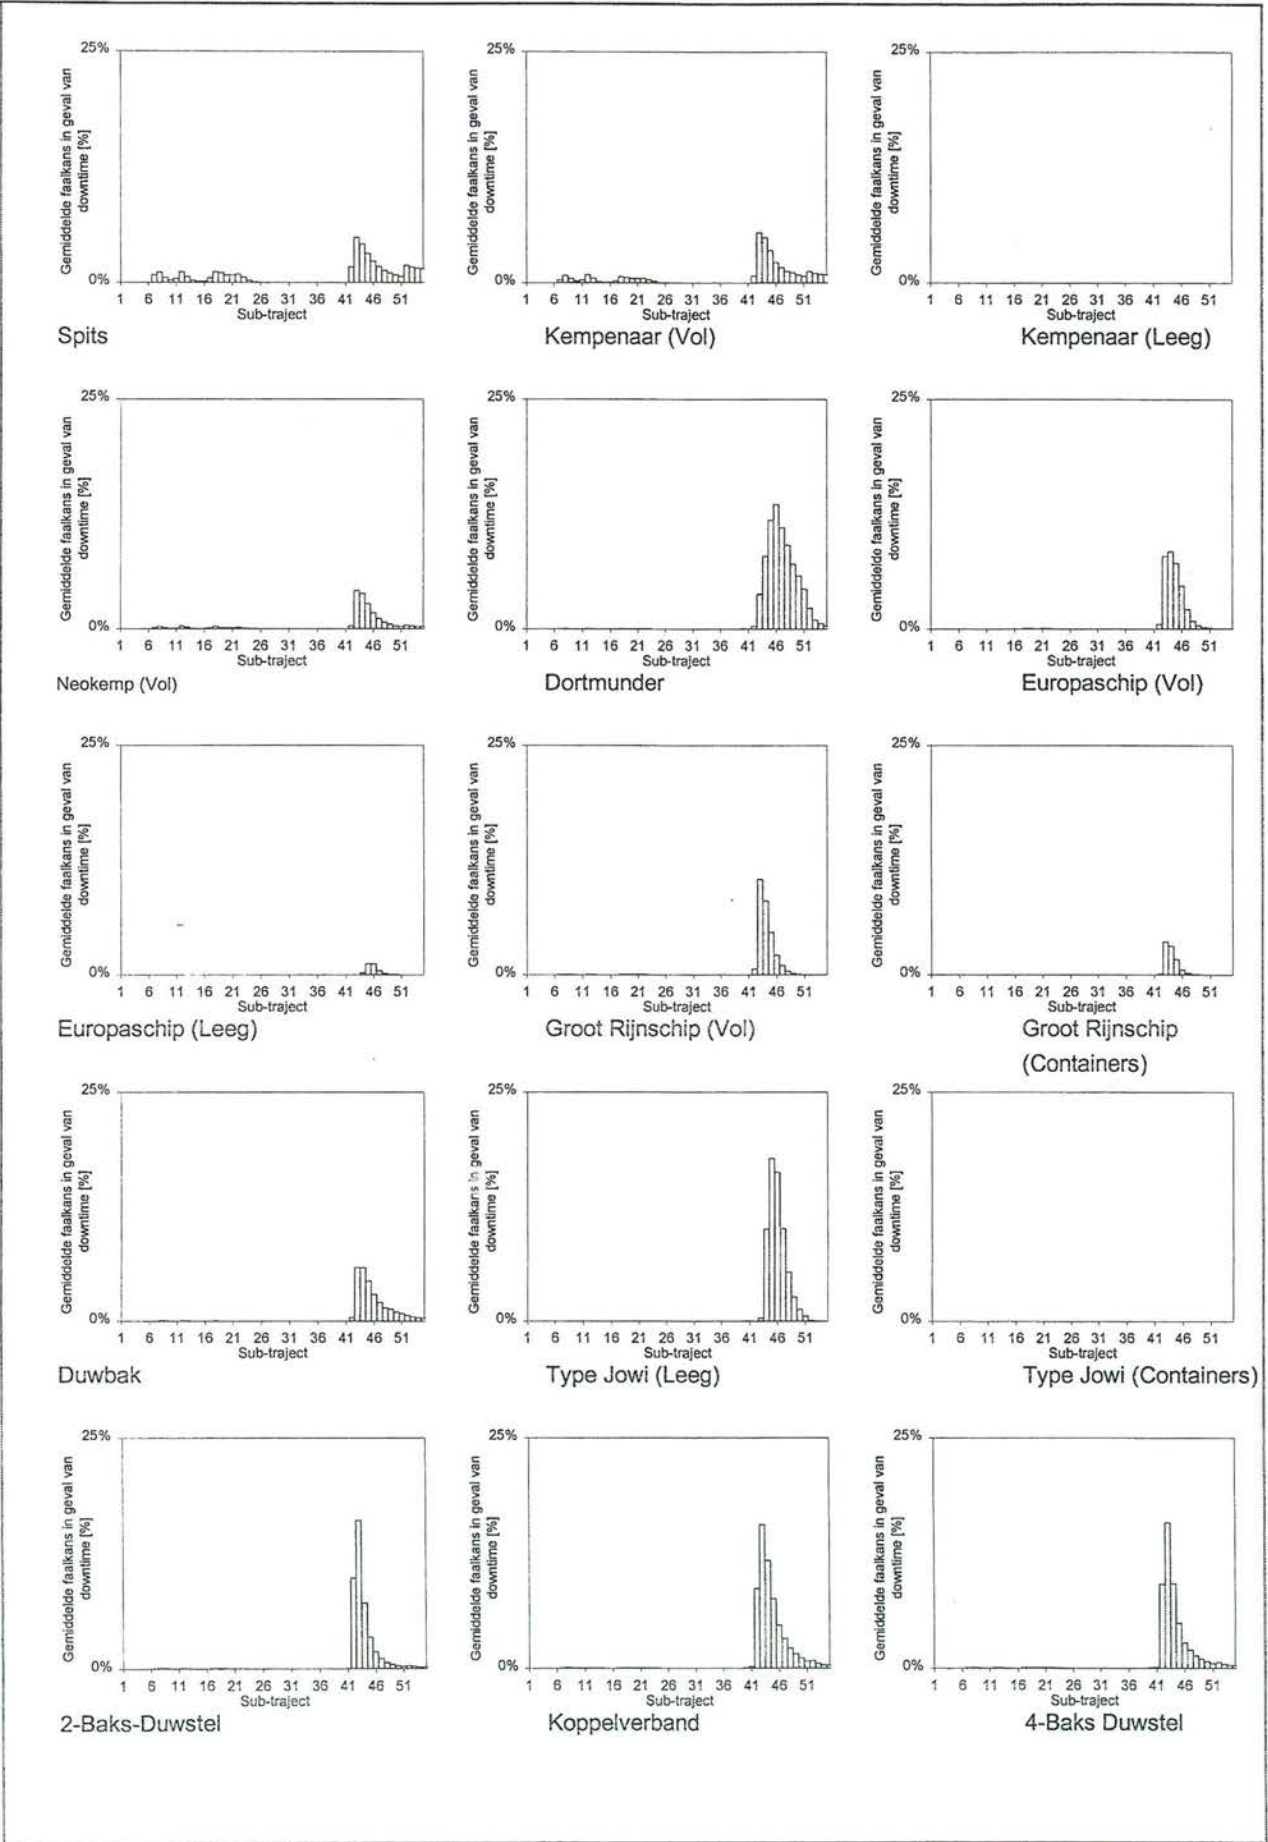 25%
Gemiddelde faalkans in geval van
downtime [%]
0%
1 6 11 16 21 26 31 36 41 46 51
Sub-traject
Spits
25%
Gemiddelde faalkans in geval van
downtime [%]
0%
1 6 11 16 21 26 31 36 41 46 51
Sub-traject
Kempenaar (Vol)
25%
Gemiddelde faalkans in geval van
downtime [%]
0%
1 6 11 16 21 26 31 36 41 46 51
Sub-traject
Kempenaar (Leeg)
25%
Gemiddelde faalkans in geval van
downtime [%]
0%
1 6 11 16 21 26 31 36 41 46 51
Sub-traject
Neokemp (Vol)
25%
Gemiddelde faalkans in geval van
downtime [%]
0%
1 6 11 16 21 26 31 36 41 46 51
Sub-traject
Dortmunder
25%
Gemiddelde faalkans in geval van
downtime [%]
0%
1 6 11 16 21 26 31 36 41 46 51
Sub-traject
Europaschip (Vol)
25%
Gemiddelde faalkans in geval van
downtime [%]
0%
1 6 11 16 21 26 31 36 41 46 51
Sub-traject
Europaschip (Leeg)
25%
Gemiddelde faalkans in geval van
downtime [%]
0%
1 6 11 16 21 26 31 36 41 46 51
Sub-traject
Groot Rijnschip (Vol)
25%
Gemiddelde faalkans in geval van
downtime [%]
0%
1 6 11 16 21 26 31 36 41 46 51
Sub-traject
Groot Rijnschip
(Containers)
25%
Gemiddelde faalkans in geval van
downtime [%]
0%
1 6 11 16 21 26 31 36 41 46 51
Sub-traject
Duwbak
25%
Gemiddelde faalkans in geval van
downtime [%]
0%
1 6 11 16 21 26 31 36 41 46 51
Sub-traject
Type Jowi (Leeg)
25%
Gemiddelde faalkans in geval van
downtime [%]
0%
1 6 11 16 21 26 31 36 41 46 51
Sub-traject
Type Jowi (Containers)
25%
Gemiddelde faalkans in geval van
downtime [%]
0%
1 6 11 16 21 26 31 36 41 46 51
Sub-traject
2-Baks-Duwstel
25%
Gemiddelde faalkans in geval van
downtime [%]
0%
1 6 11 16 21 26 31 36 41 46 51
Sub-traject
Koppelverband
25%
Gemiddelde faalkans in geval van
downtime [%]
0%
1 6 11 16 21 26 31 36 41 46 51
Sub-traject
4-Baks Duwstel